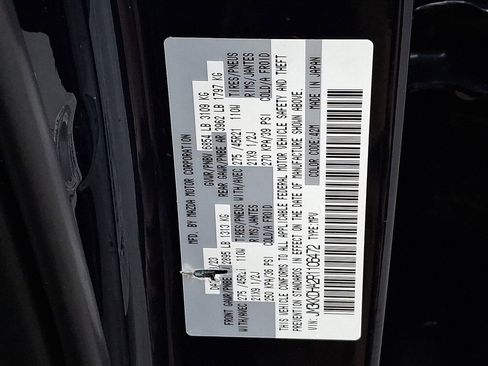 MFD. BY MAZDA MOTOR CORPORATION
GVWR/PNBV 6854 LB 3109 KG
FRONT GAWR/PNBE 2895 LB 1313 KG
REAR GAWR/PNBE AR 3962 LB 1797 KG
WITH/AVEC 275 /45R21 110W TIRES/PNEUS
WITH/AVEC 275 /45R21 110W TIRES/PNEUS
21X9 1/2J RIMS/JANTES
21X9 1/2J RIMS/JANTES
250 KPA/36 PSI COLD/A FROID
270 KPA/39 PSI COLD/A FROID
THIS VEHICLE CONFORMS TO ALL APPLICABLE FEDERAL MOTOR VEHICLE SAFETY AND THEFT
PREVENTION STANDARDS IN EFFECT ON THE DATE OF MANUFACTURE SHOWN ABOVE.
MADE IN JAPAN
COLOR CODE:42M
VIN: TYPE:MPV